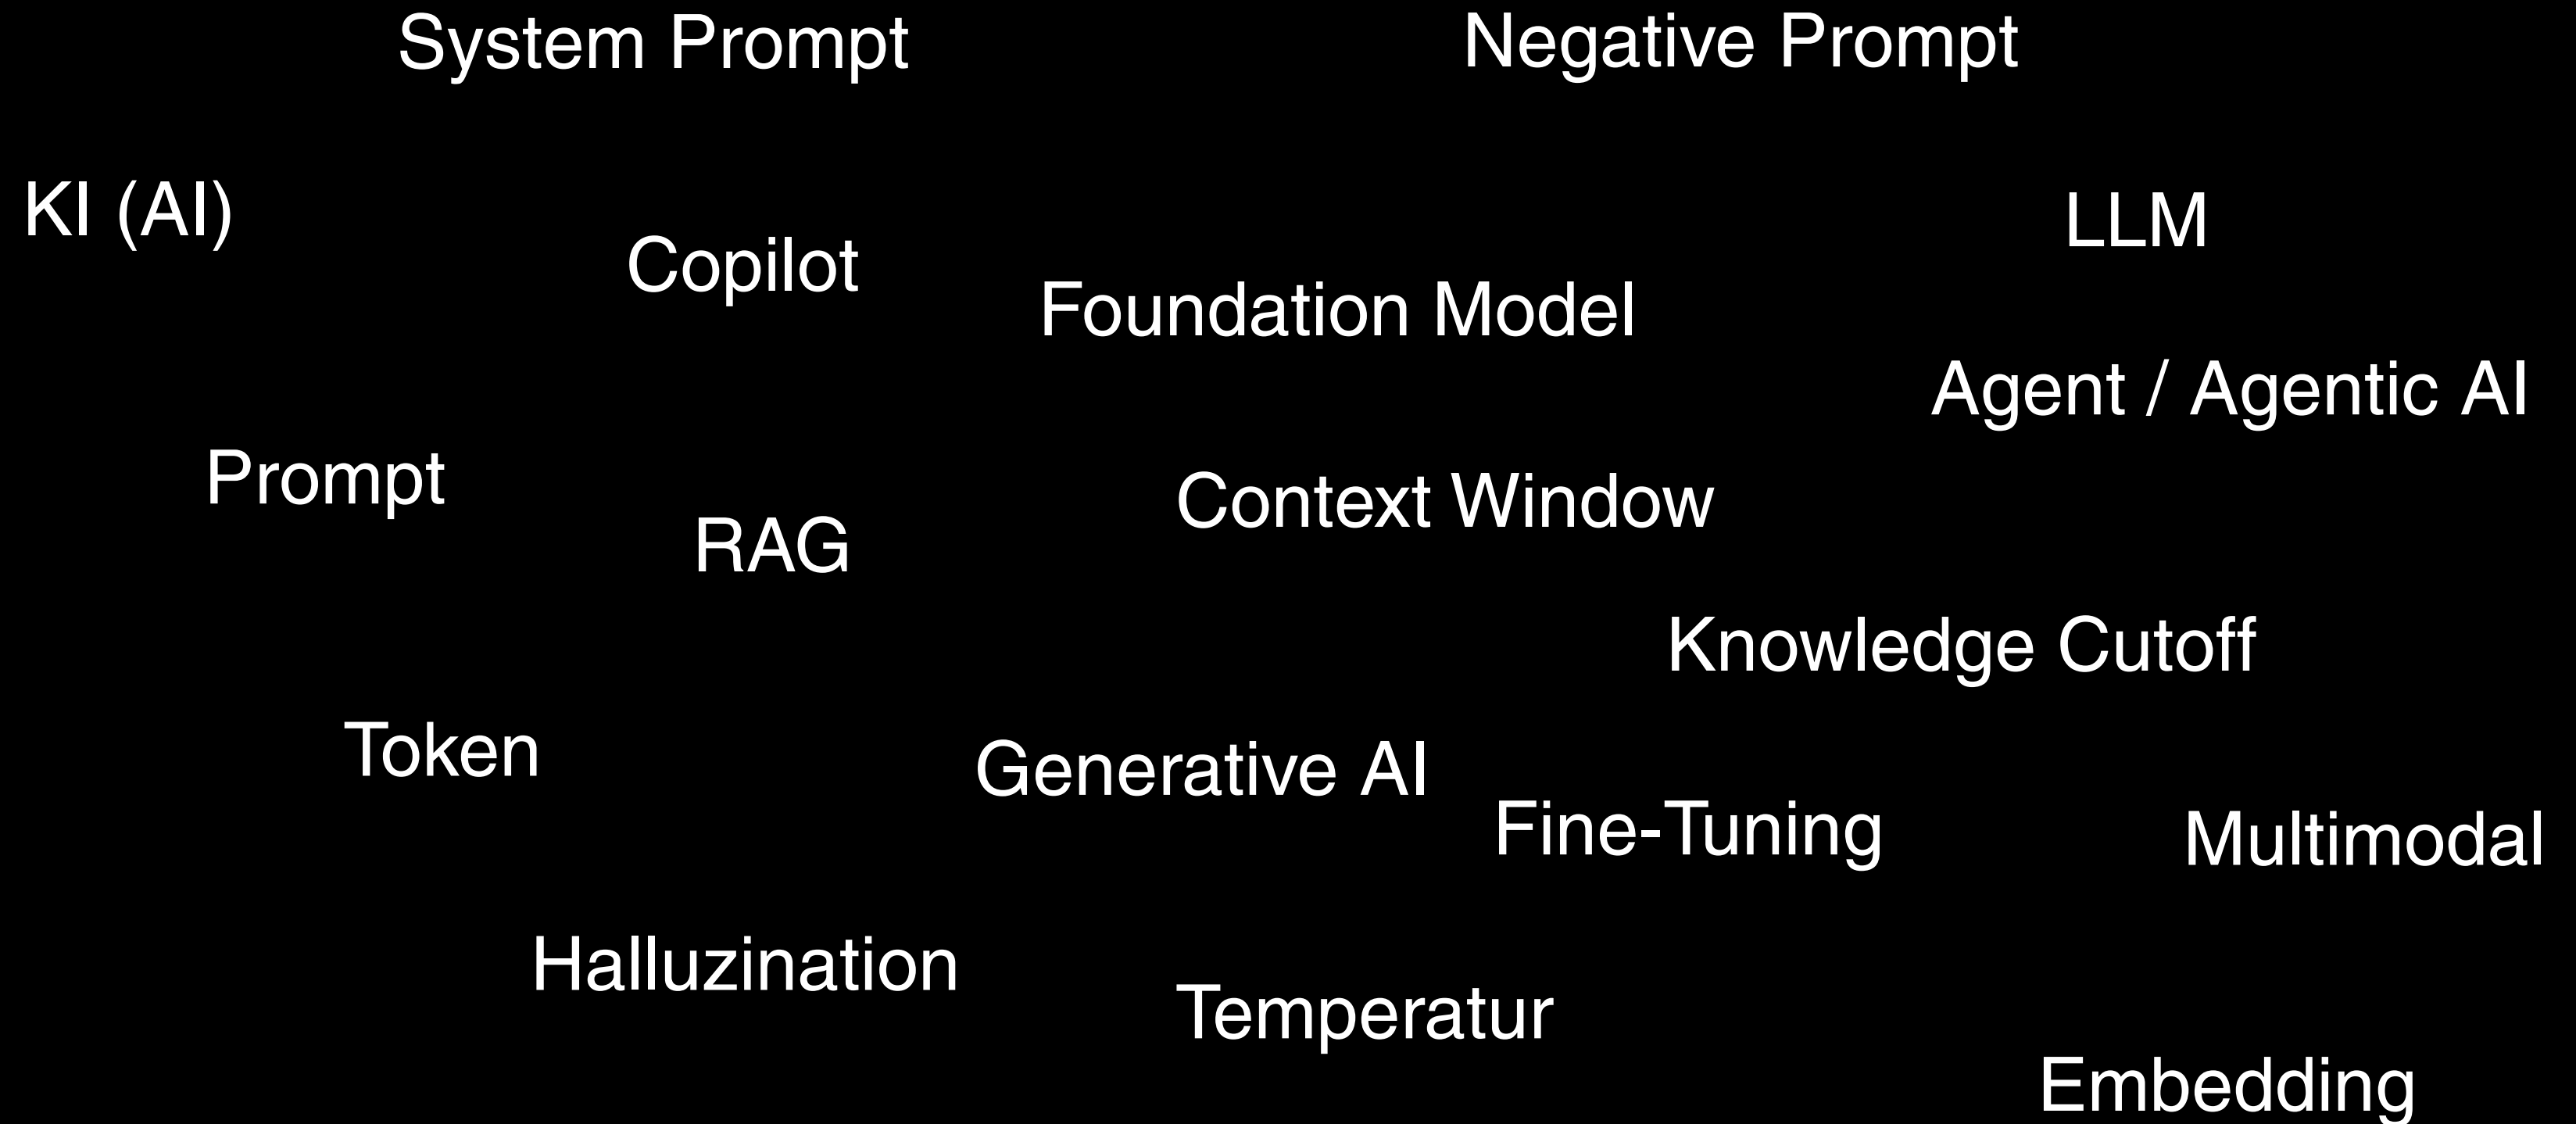 System Prompt
Negative Prompt
KI (AI)
LLM
Copilot
Foundation Model
Agent / Agentic AI
Prompt
Context Window
RAG
Knowledge Cutoff
Token
Generative AI
Fine-Tuning
Multimodal
Halluzination
Temperatur
Embedding